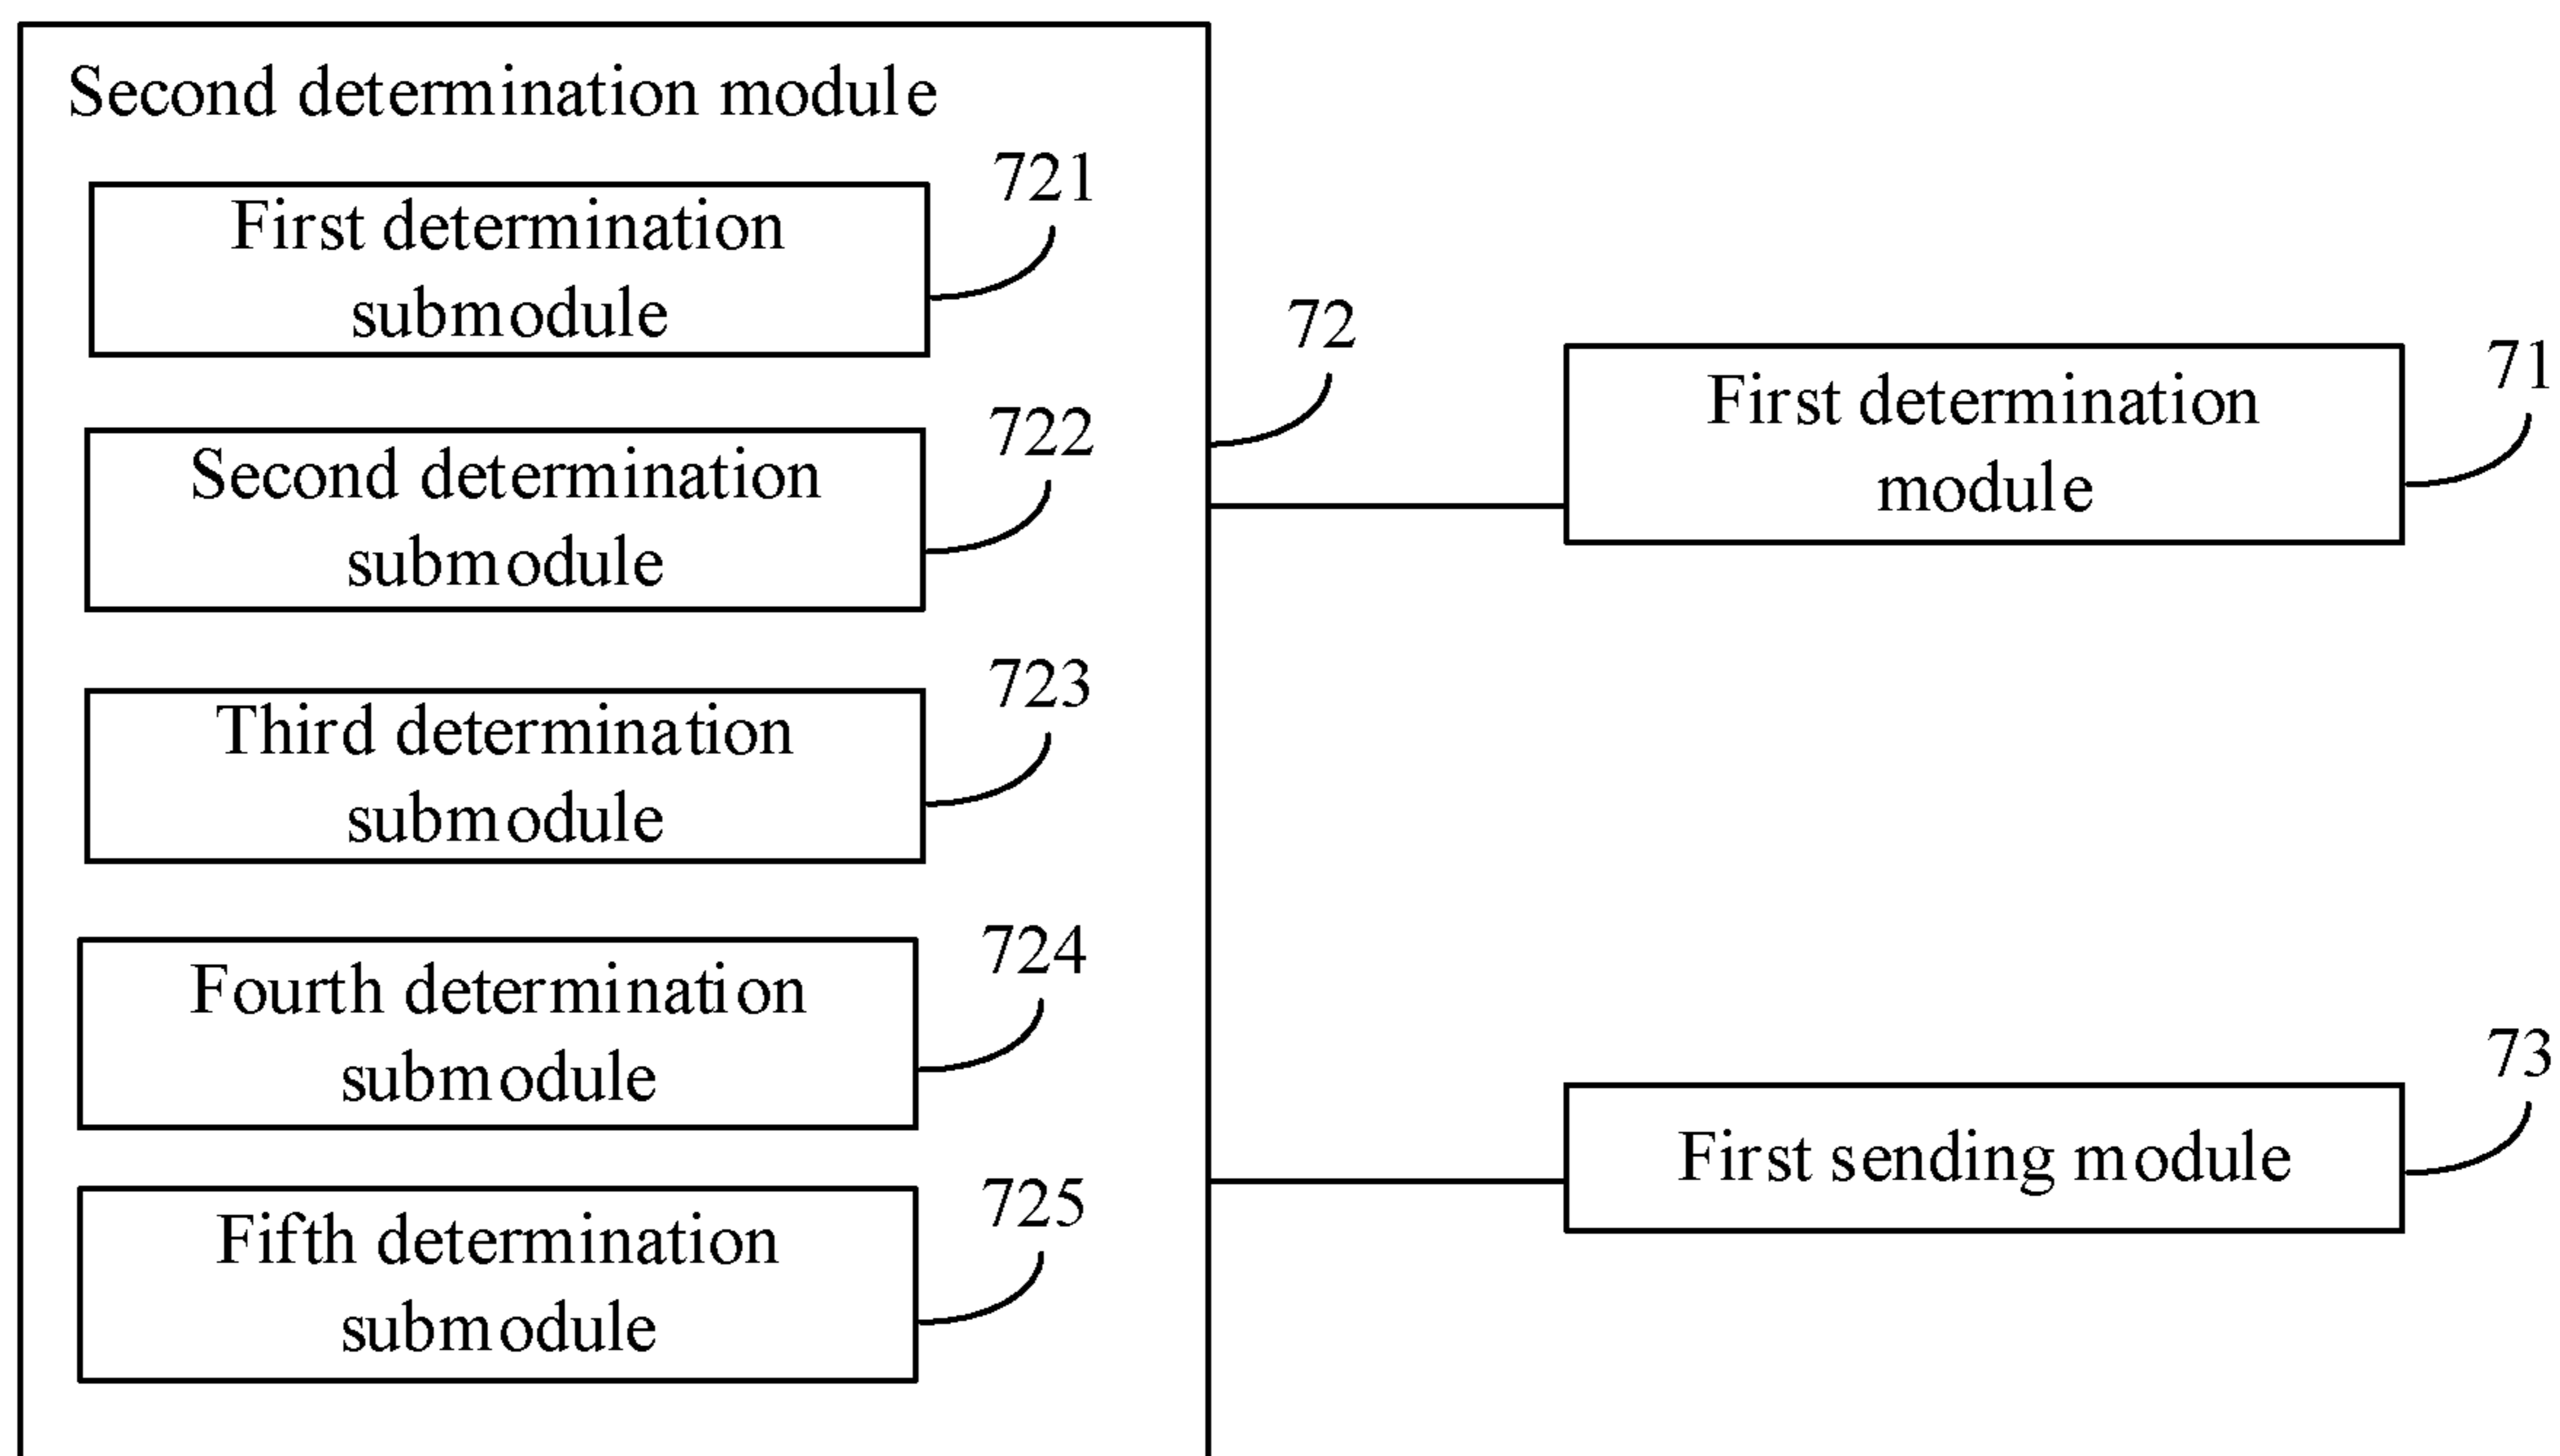 Second determination module
721
First determination
submodule
722
Second determination
submodule
723
Third determination
submodule
724
Fourth determination
submodule
725
Fifth determination
submodule
72
71
First determination
module
73
First sending module